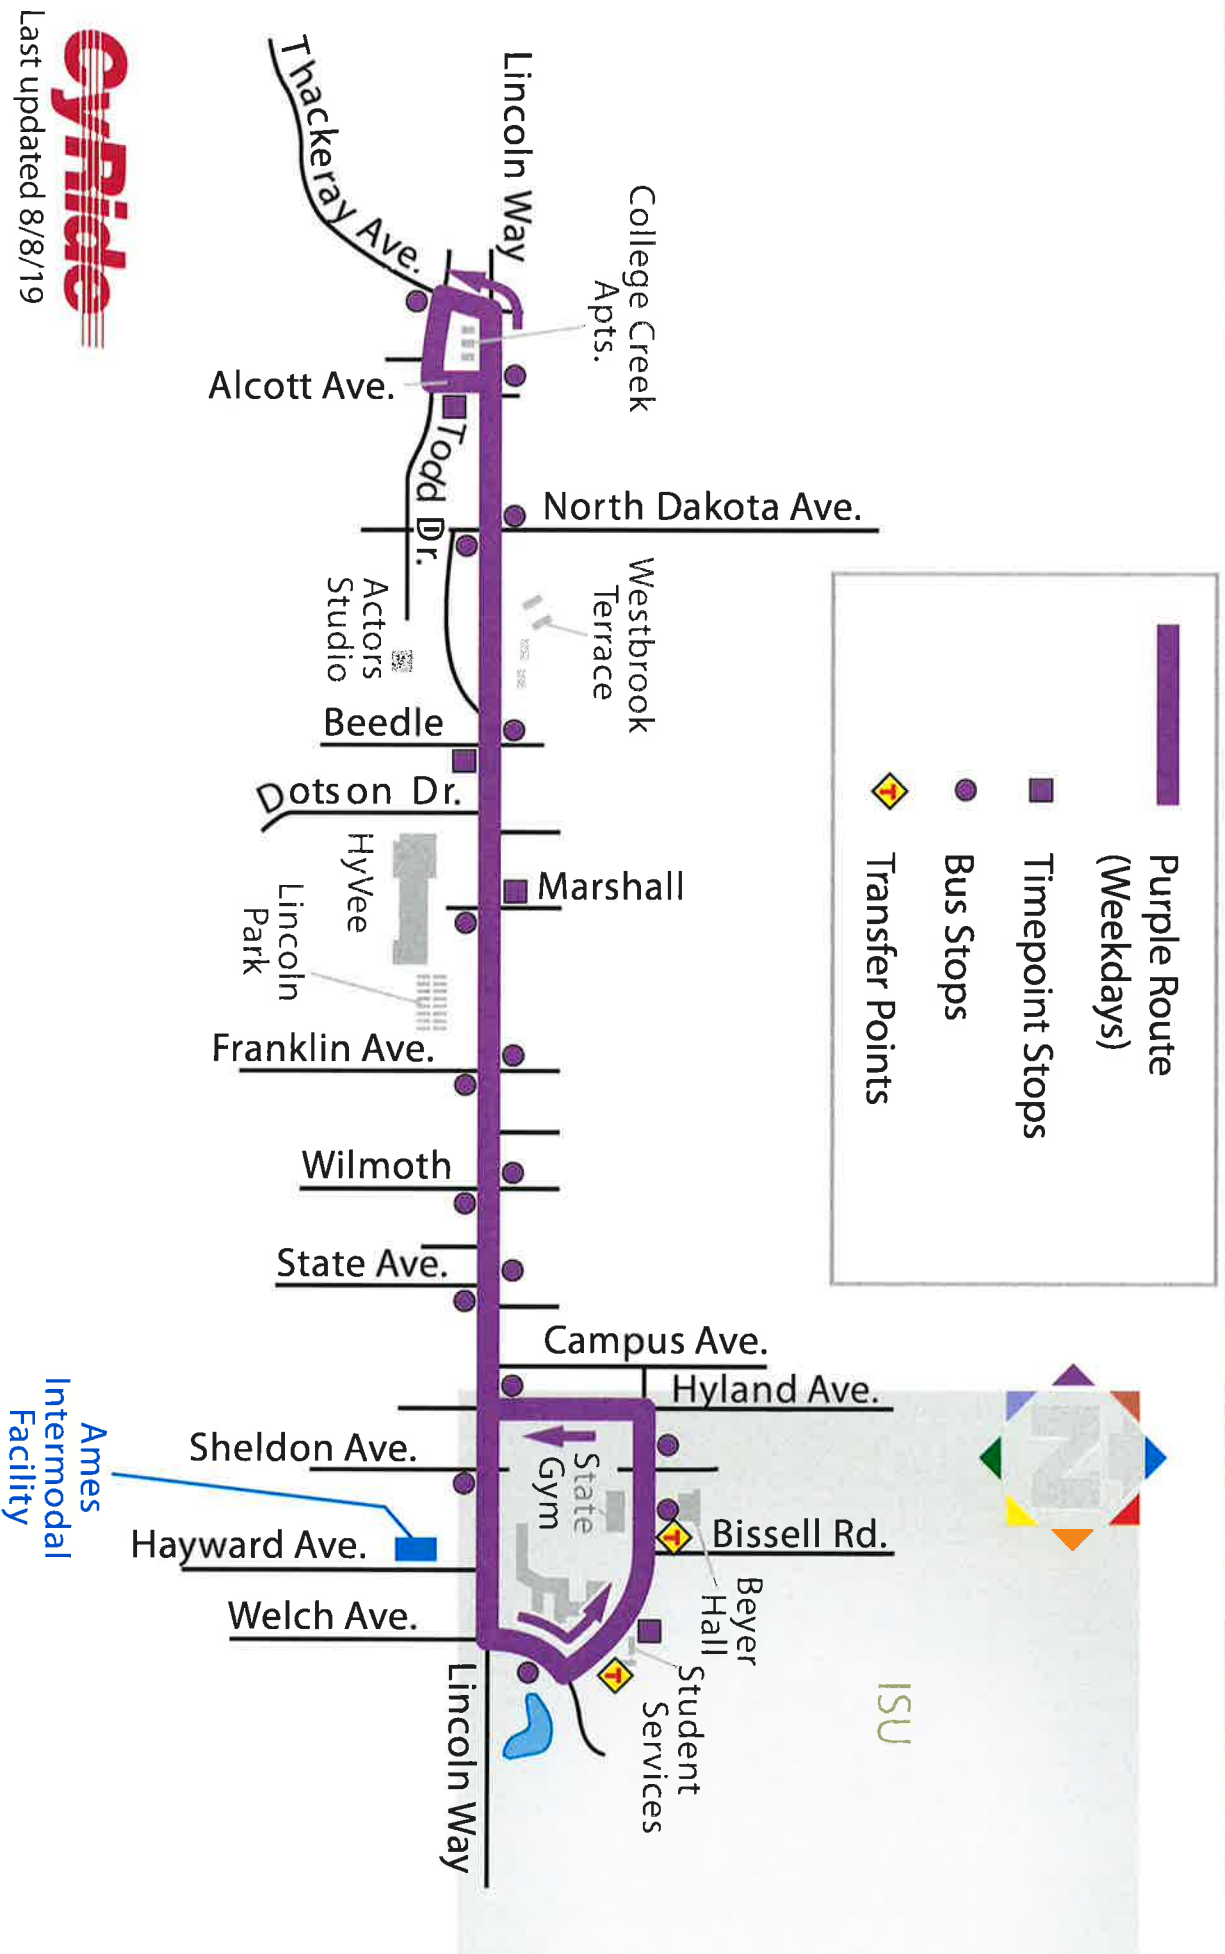 Purple Route
(Weekdays)
Timepoint Stops
Bus Stops
T
Transfer Points
N
ISU
College Creek
Apts.
Lincoln Way
Thackeray Ave.
Alcott Ave.
Todd Dr.
North Dakota Ave.
Westbrook
Terrace
Actors
Studio
Beedle
Dotson Dr.
HyVee
Marshall
Lincoln
Park
Franklin Ave.
Wilmoth
State Ave.
Campus Ave.
Hyland Ave.
Sheldon Ave.
State
Gym
Bissell Rd.
T
Beyer
Hall
Student
Services
T
Hayward Ave.
Welch Ave.
Lincoln Way
Ames
Intermodal
Facility
CyRide
Last updated 8/8/19